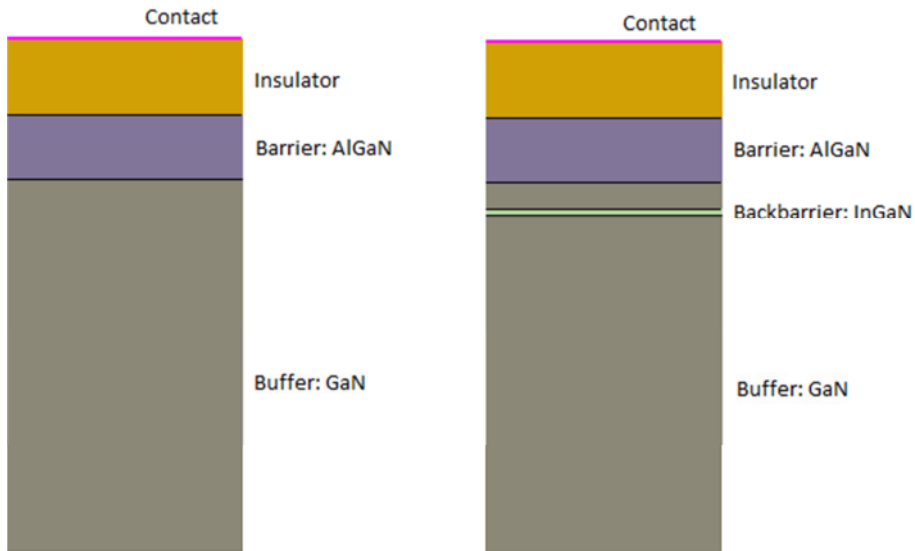 Contact
Insulator
Barrier: AlGaN
Buffer: GaN
Contact
Insulator
Barrier: AlGaN
Backbarrier: InGaN
Buffer: GaN